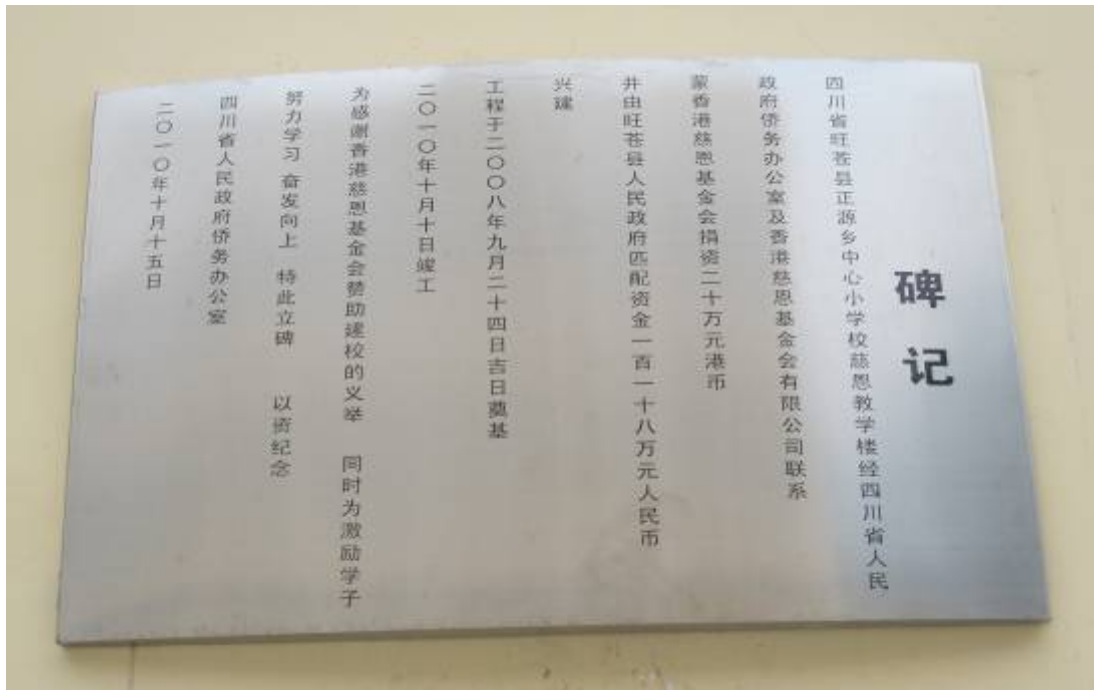 碑记
四川省旺苍县正源乡中心小学校慈恩教学楼经四川省人民
政府侨务办公室及香港慈恩基金会有限公司联系
蒙香港慈恩基金会捐资二十万元港币
并由旺苍县人民政府匹配资金一百一十八万元人民币
兴建
工程于二〇〇八年九月二十四日吉日奠基
二〇一〇年十月十日竣工
为感谢香港慈恩基金会赞助建校的义举 同时为激励学子
努力学习 奋发向上 特此立碑 以资纪念
四川省人民政府侨务办公室
二〇一〇年十月十五日